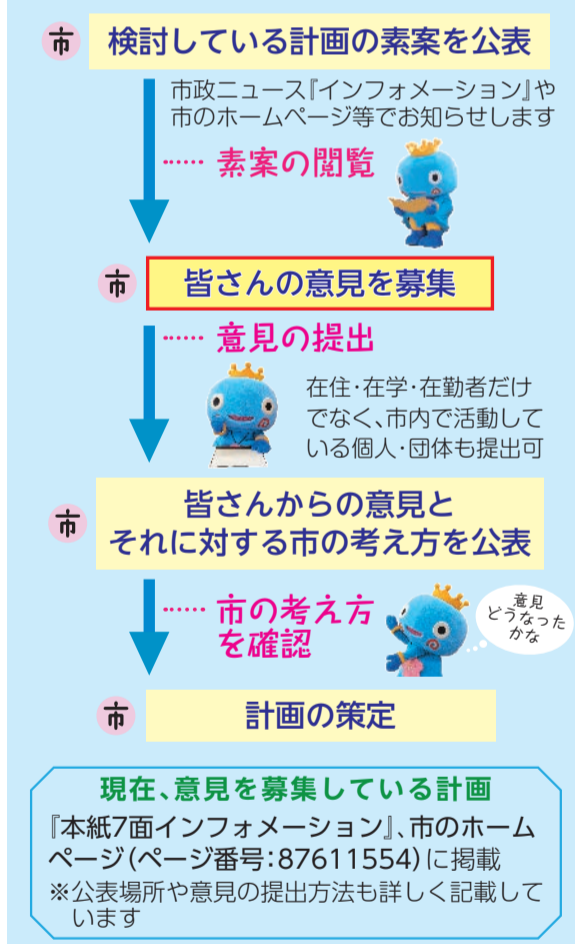 市 検討している計画の素案を公表
市政ニュース『インフォメーション』や
市のホームページ等でお知らせします
…… 素案の閲覧
市 皆さんの意見を募集
…… 意見の提出
在住・在学・在勤者だけ
でなく、市内で活動して
いる個人・団体も提出可
市 皆さんからの意見と
それに対する市の考え方を公表
…… 市の考え方
を確認
意見
どうなった
かな
市 計画の策定
現在、意見を募集している計画
『本紙7面インフォメーション』、市のホーム
ページ(ページ番号:87611554)に掲載
※公表場所や意見の提出方法も詳しく記載して
います